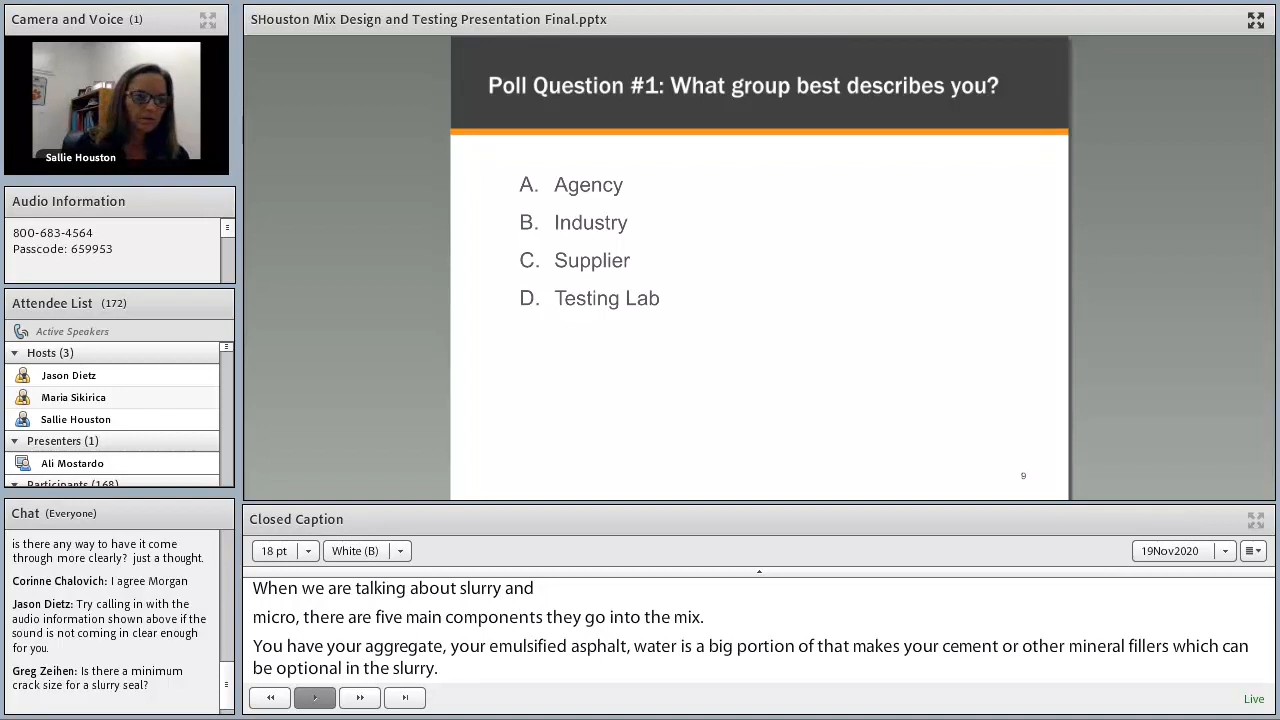 Camera and Voice (1)
Sallie Houston
Audio Information
800-683-4564
Passcode: 659953
Attendee List (172)
Active Speakers
Hosts (3)
Jason Dietz
Maria Sikirica
Sallie Houston
Presenters (1)
Ali Mostardo
Participants (168)
Chat (Everyone)
is there any way to have it come
through more clearly? just a thought.
Corinne Chalovich: I agree Morgan
Jason Dietz: Try calling in with the
audio information shown above if the
sound is not coming in clear enough
for you.
Greg Zeihen: Is there a minimum
crack size for a slurry seal?
SHouston Mix Design and Testing Presentation Final.pptx
Poll Question #1: What group best describes you?
A. Agency
B. Industry
C. Supplier
D. Testing Lab
9
Closed Caption
18 pt
White (B)
19Nov2020
When we are talking about slurry and
micro, there are five main components they go into the mix.
You have your aggregate, your emulsified asphalt, water is a big portion of that makes your cement or other mineral fillers which can
be optional in the slurry.
Live